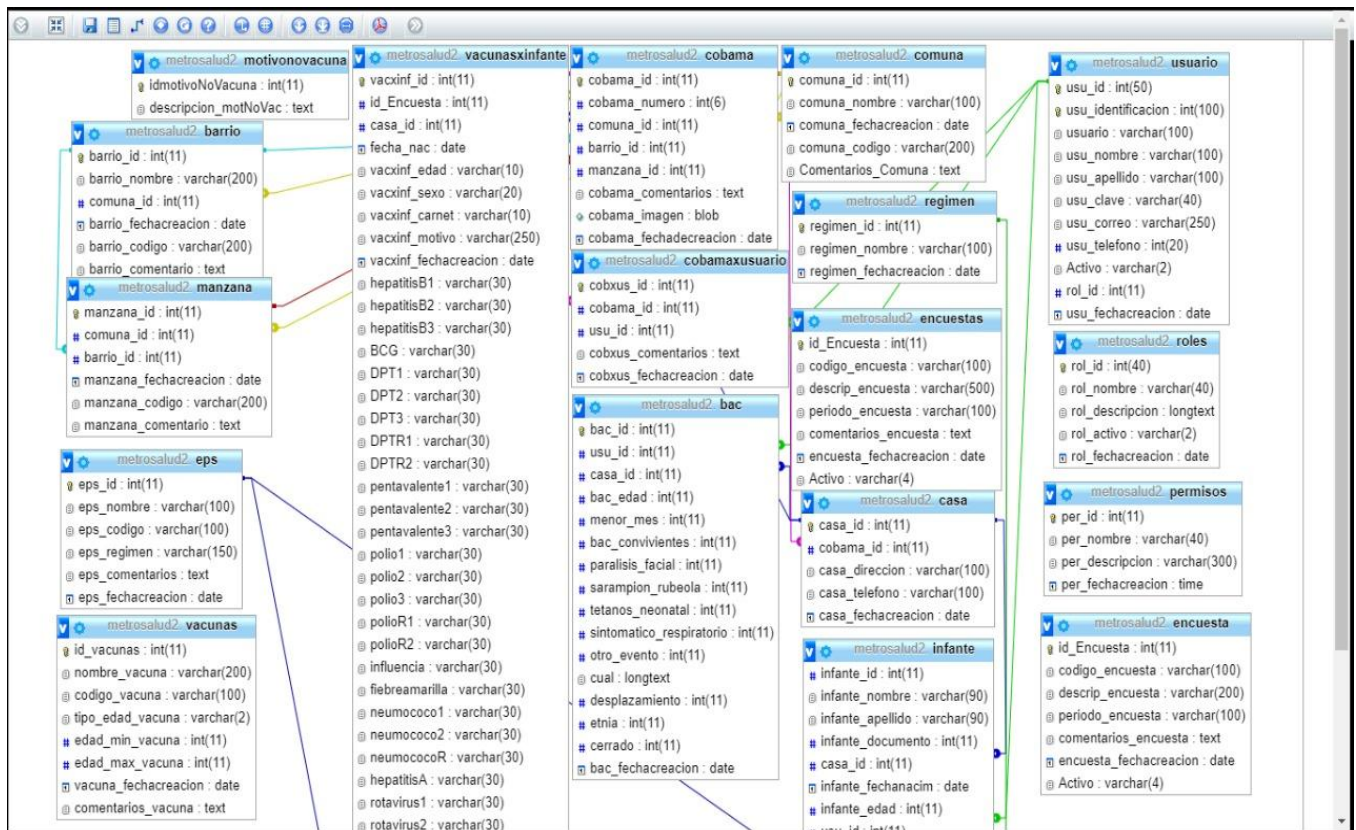 metrosalud2. motivonovacuna
idmotivoNoVacuna : int(11)
descripcion_motNoVac : text
metrosalud2. barrio
barrio_id : int(11)
barrio_nombre : varchar(200)
comuna_id : int(11)
barrio_fechacreacion : date
barrio_codigo : varchar(200)
barrio_comentario : text
metrosalud2. manzana
manzana_id : int(11)
comuna_id : int(11)
barrio_id : int(11)
manzana_fechacreacion : date
manzana_codigo : varchar(200)
manzana_comentario : text
metrosalud2. eps
eps_id : int(11)
eps_nombre : varchar(100)
eps_codigo : varchar(100)
eps_regimen : varchar(150)
eps_comentarios : text
eps_fechacreacion : date
metrosalud2. vacunas
id_vacunas : int(11)
nombre_vacuna : varchar(200)
codigo_vacuna : varchar(100)
tipo_edad_vacuna : varchar(2)
edad_min_vacuna : int(11)
edad_max_vacuna : int(11)
vacuna_fechacreacion : date
comentarios_vacuna : text
metrosalud2. vacunasxinfante
vacxinf_id : int(11)
id_Encuesta : int(11)
casa_id : int(11)
fecha_nac : date
vacxinf_edad : varchar(10)
vacxinf_sexo : varchar(20)
vacxinf_carnet : varchar(10)
vacxinf_motivo : varchar(250)
vacxinf_fechacreacion : date
hepatitisB1 : varchar(30)
hepatitisB2 : varchar(30)
hepatitisB3 : varchar(30)
BCG : varchar(30)
DPT1 : varchar(30)
DPT2 : varchar(30)
DPT3 : varchar(30)
DPTR1 : varchar(30)
DPTR2 : varchar(30)
pentavalente1 : varchar(30)
pentavalente2 : varchar(30)
pentavalente3 : varchar(30)
polio1 : varchar(30)
polio2 : varchar(30)
polio3 : varchar(30)
polioR1 : varchar(30)
polioR2 : varchar(30)
influencia : varchar(30)
fiebreamarilla : varchar(30)
neumococo1 : varchar(30)
neumococo2 : varchar(30)
neumococoR : varchar(30)
hepatitisA : varchar(30)
rotavirus1 : varchar(30)
rotavirus2 : varchar(30)
metrosalud2. cobama
cobama_id : int(11)
cobama_numero : int(6)
comuna_id : int(11)
barrio_id : int(11)
manzana_id : int(11)
cobama_comentarios : text
cobama_imagen : blob
cobama_fechadecreacion : date
metrosalud2. cobamaxusuario
cobxus_id : int(11)
cobama_id : int(11)
usu_id : int(11)
cobxus_comentarios : text
cobxus_fechacreacion : date
metrosalud2. bac
bac_id : int(11)
usu_id : int(11)
casa_id : int(11)
bac_edad : int(11)
menor_mes : int(11)
bac_convivientes : int(11)
paralisis_facial : int(11)
sarampion_rubeola : int(11)
tetanos_neonatal : int(11)
sintomatico_respiratorio : int(11)
otro_evento : int(11)
cual : longtext
desplazamiento : int(11)
etnia : int(11)
cerrado : int(11)
bac_fechacreacion : date
metrosalud2. comuna
comuna_id : int(11)
comuna_nombre : varchar(100)
comuna_fechacreacion : date
comuna_codigo : varchar(200)
Comentarios_Comuna : text
metrosalud2. regimen
regimen_id : int(11)
regimen_nombre : varchar(100)
regimen_fechacreacion : date
metrosalud2. encuestas
id_Encuesta : int(11)
codigo_encuesta : varchar(100)
descrip_encuesta : varchar(500)
periodo_encuesta : varchar(100)
comentarios_encuesta : text
encuesta_fechacreacion : date
Activo : varchar(4)
metrosalud2. casa
casa_id : int(11)
cobama_id : int(11)
casa_direccion : varchar(100)
casa_telefono : varchar(100)
casa_fechacreacion : date
metrosalud2. infante
infante_id : int(11)
infante_nombre : varchar(90)
infante_apellido : varchar(90)
infante_documento : int(11)
casa_id : int(11)
infante_fechanacim : date
infante_edad : int(11)
usu_id : int(11)
metrosalud2. usuario
usu_id : int(50)
usu_identificacion : int(100)
usuario : varchar(100)
usu_nombre : varchar(100)
usu_apellido : varchar(100)
usu_clave : varchar(40)
usu_correo : varchar(250)
usu_telefono : int(20)
Activo : varchar(2)
rol_id : int(11)
usu_fechacreacion : date
metrosalud2. roles
rol_id : int(40)
rol_nombre : varchar(40)
rol_descripcion : longtext
rol_activo : varchar(2)
rol_fechacreacion : date
metrosalud2. permisos
per_id : int(11)
per_nombre : varchar(40)
per_descripcion : varchar(300)
per_fechacreacion : time
metrosalud2. encuesta
id_Encuesta : int(11)
codigo_encuesta : varchar(100)
descrip_encuesta : varchar(200)
periodo_encuesta : varchar(100)
comentarios_encuesta : text
encuesta_fechacreacion : date
Activo : varchar(4)